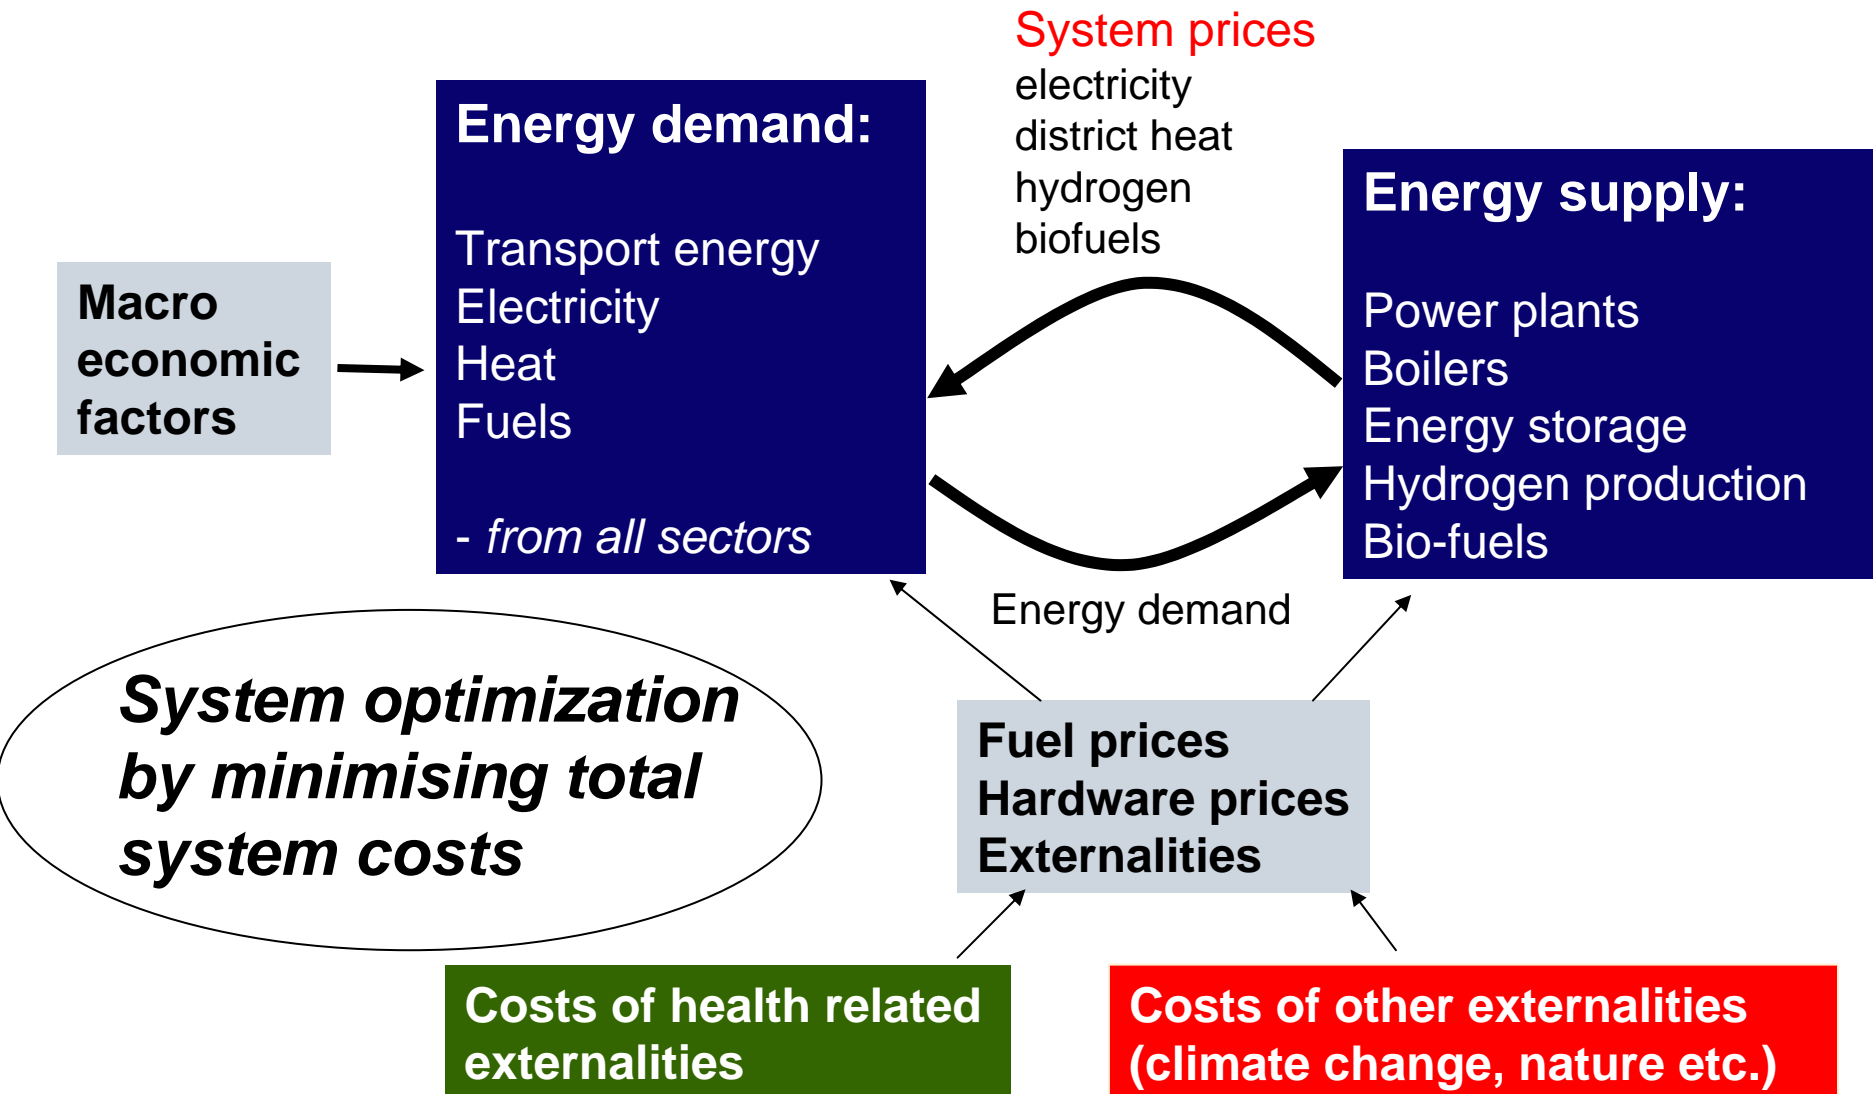 System prices
electricity
district heat
hydrogen
biofuels
Energy demand:
Transport energy
Electricity
Heat
Fuels
- from all sectors
Energy supply:
Power plants
Boilers
Energy storage
Hydrogen production
Bio-fuels
Macro
economic
factors
Energy demand
System optimization
by minimising total
system costs
Fuel prices
Hardware prices
Externalities
Costs of health related
externalities
Costs of other externalities
(climate change, nature etc.)